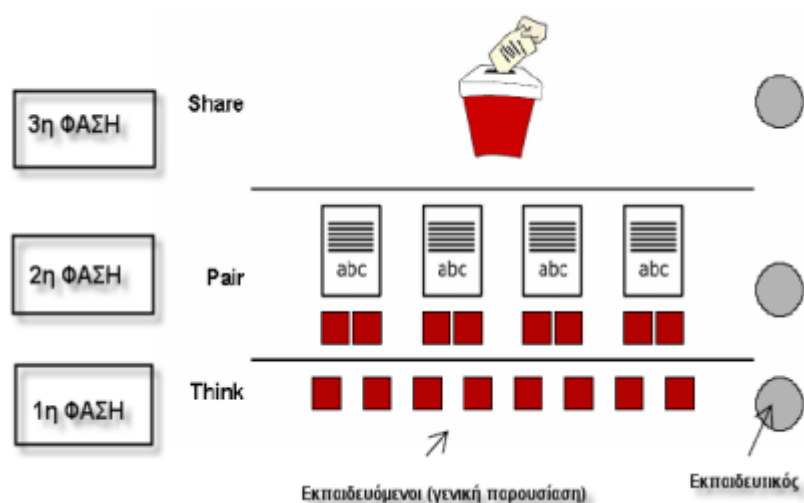 3η ΦΑΣΗ
Share
2η ΦΑΣΗ
Pair
abc
abc
abc
abc
1η ΦΑΣΗ
Think
Εκπαιδευόμενοι (γενική παρουσίαση)
Εκπαιδευτικός